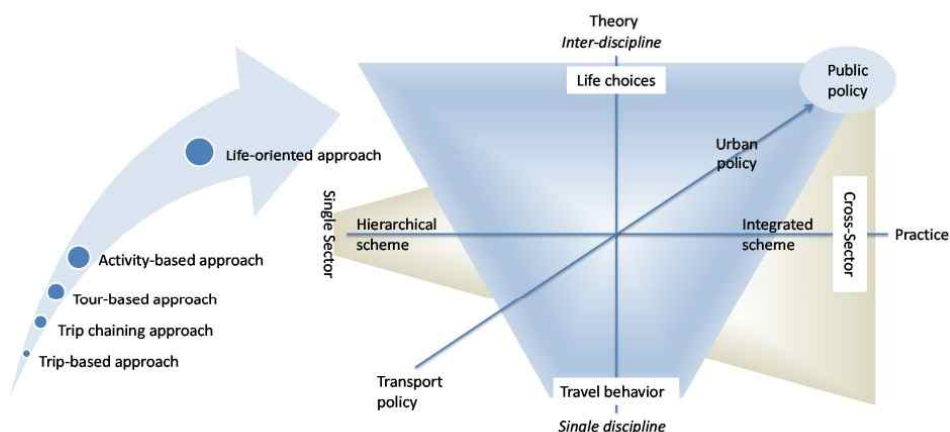 Theory
Inter-discipline
Life choices
Public
policy
Urban
policy
Life-oriented approach
Single Sector
Hierarchical
scheme
Integrated
scheme
Cross-Sector
Practice
Activity-based approach
Tour-based approach
Trip chaining approach
Trip-based approach
Transport
policy
Travel behavior
Single discipline